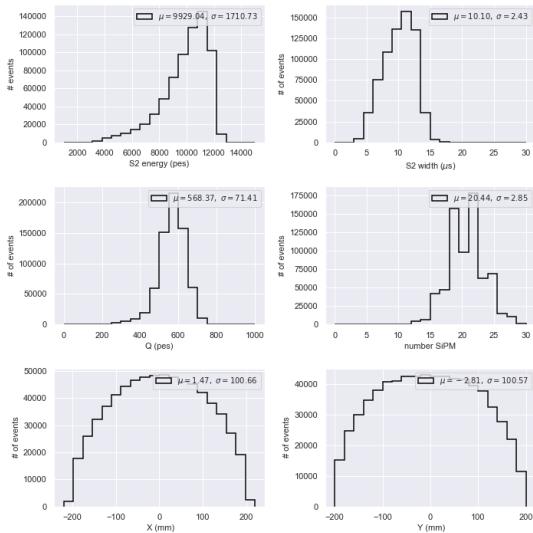 μ = 9929.04, σ = 1710.73
140000
120000
100000
80000
60000
40000
20000
0
# of events
2000 4000 6000 8000 10000 12000 14000
S2 energy (pes)
μ = 10.10, σ = 2.43
150000
125000
100000
75000
50000
25000
0
# of events
0 5 10 15 20 25 30
S2 width (μs)
μ = 568.37, σ = 71.41
200000
150000
100000
50000
0
# of events
0 200 400 600 800 1000
Q (pes)
μ = 20.44, σ = 2.85
175000
150000
125000
100000
75000
50000
25000
0
# of events
0 5 10 15 20 25 30
number SiPM
μ = 1.47, σ = 100.66
50000
40000
30000
20000
10000
0
# of events
−200 −100 0 100 200
X (mm)
μ = −2.81, σ = 100.57
40000
30000
20000
10000
0
# of events
−200 −100 0 100 200
Y (mm)